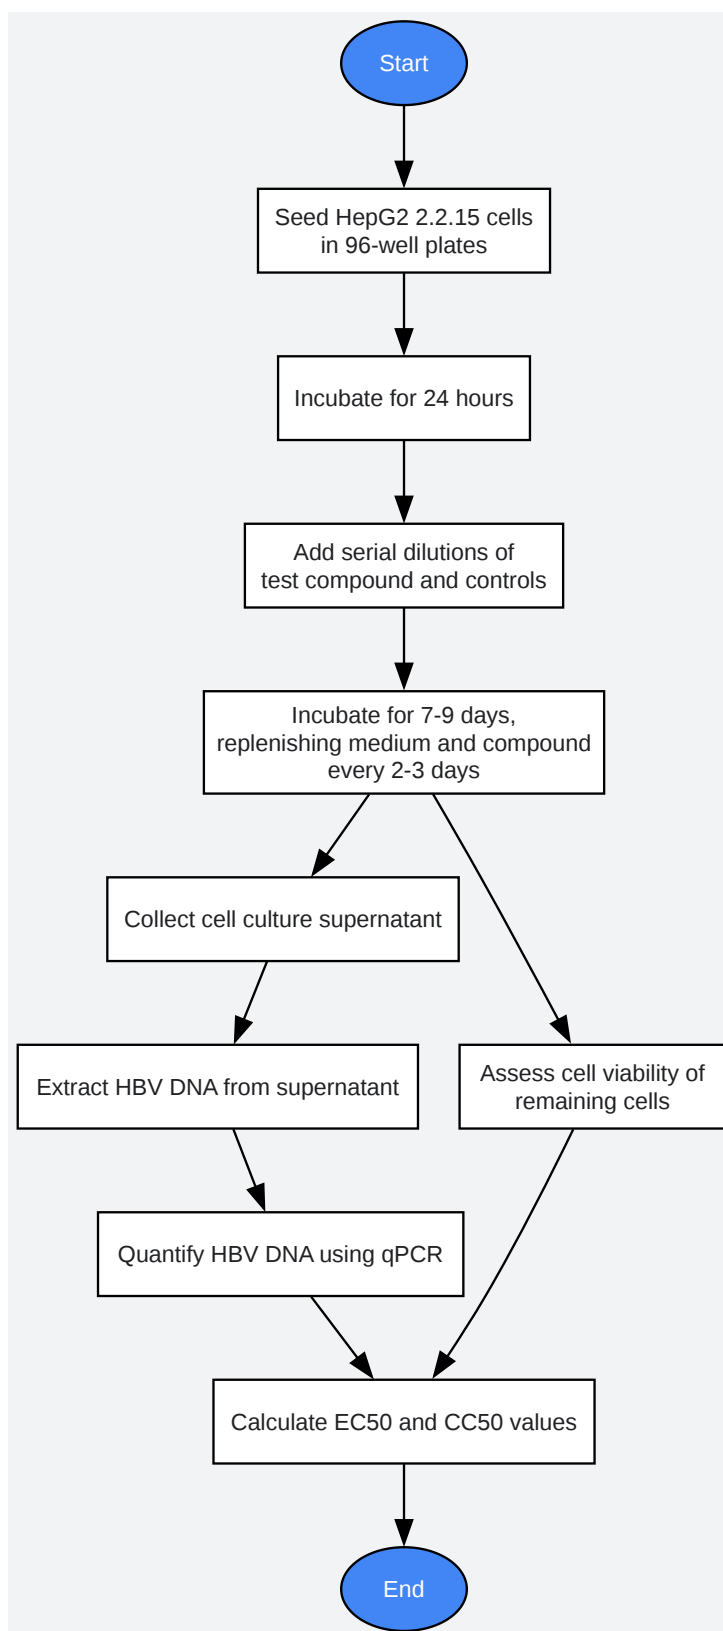 Start
Seed HepG2 2.2.15 cells
in 96-well plates
Incubate for 24 hours
Add serial dilutions of
test compound and controls
Incubate for 7-9 days,
replenishing medium and compound
every 2-3 days
Collect cell culture supernatant
Extract HBV DNA from supernatant
Assess cell viability of
remaining cells
Quantify HBV DNA using qPCR
Calculate EC50 and CC50 values
End